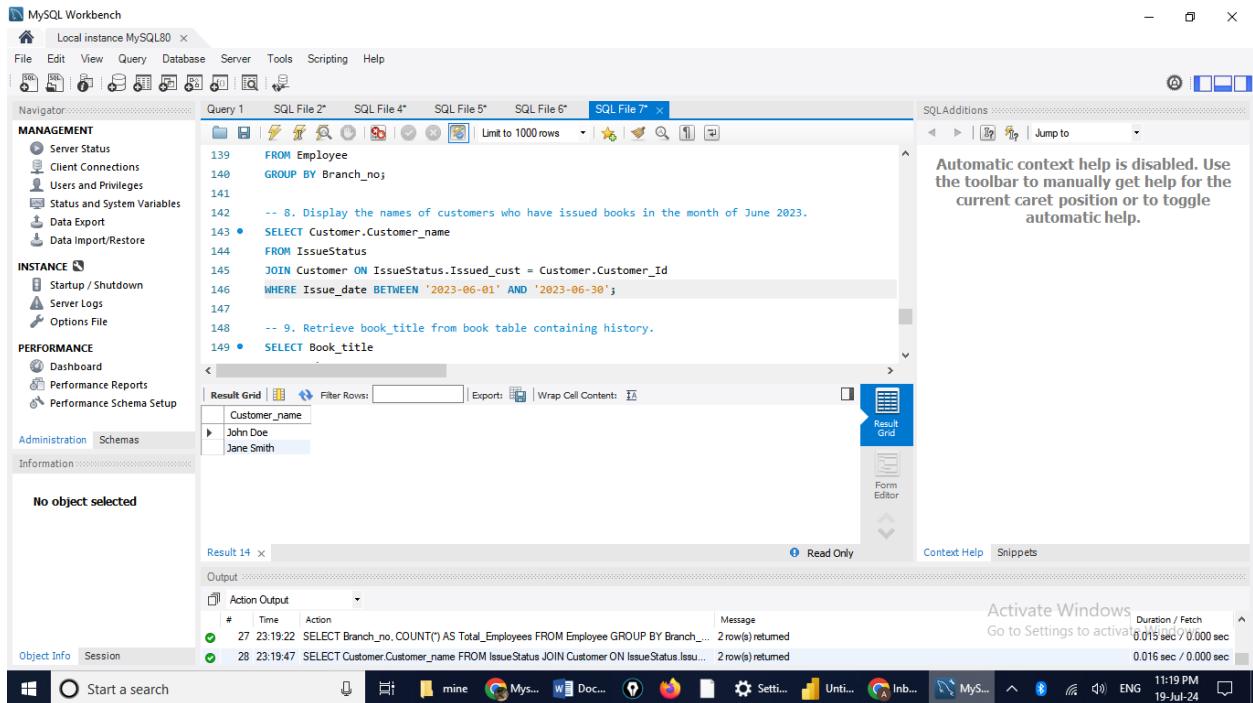 MySQL Workbench
Local instance MySQL80
File Edit View Query Database Server Tools Scripting Help
Navigator
MANAGEMENT
Server Status
Client Connections
Users and Privileges
Status and System Variables
Data Export
Data Import/Restore
INSTANCE
Startup / Shutdown
Server Logs
Options File
PERFORMANCE
Dashboard
Performance Reports
Performance Schema Setup
Administration Schemas
Information
No object selected
Object Info Session
Query 1 SQL File 2* SQL File 4* SQL File 5* SQL File 6* SQL File 7*
Limit to 1000 rows
139 FROM Employee
140 GROUP BY Branch_no;
141
142 -- 8. Display the names of customers who have issued books in the month of June 2023.
143 SELECT Customer.Customer_name
144 FROM IssueStatus
145 JOIN Customer ON IssueStatus.Issued_cust = Customer.Customer_Id
146 WHERE Issue_date BETWEEN '2023-06-01' AND '2023-06-30';
147
148 -- 9. Retrieve book_title from book table containing history.
149 SELECT Book_title
Result Grid Filter Rows: Export: Wrap Cell Content:
Customer_name
John Doe
Jane Smith
Result Grid
Form Editor
Result 14 Read Only
SQLAdditions
Jump to
Automatic context help is disabled. Use
the toolbar to manually get help for the
current caret position or to toggle
automatic help.
Context Help Snippets
Output
Action Output
# Time Action Message Duration / Fetch
27 23:19:22 SELECT Branch_no, COUNT(*) AS Total_Employees FROM Employee GROUP BY Branch_... 2 row(s) returned 0.015 sec / 0.000 sec
28 23:19:47 SELECT Customer.Customer_name FROM IssueStatus JOIN Customer ON IssueStatus.Issu... 2 row(s) returned 0.016 sec / 0.000 sec
Activate Windows
Go to Settings to activate Windows.
Start a search mine Mys... Doc... Setti... Unti... Inb... MyS... ENG
11:19 PM
19-Jul-24